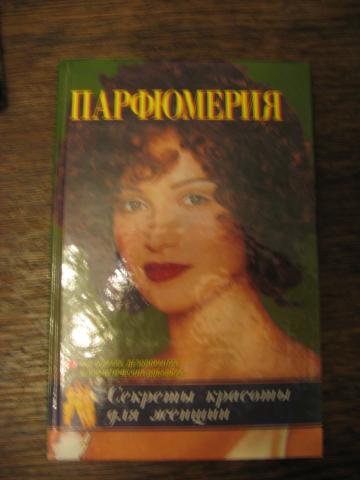 ПАРФЮМЕРИЯ
Секреты красоты
для женщин